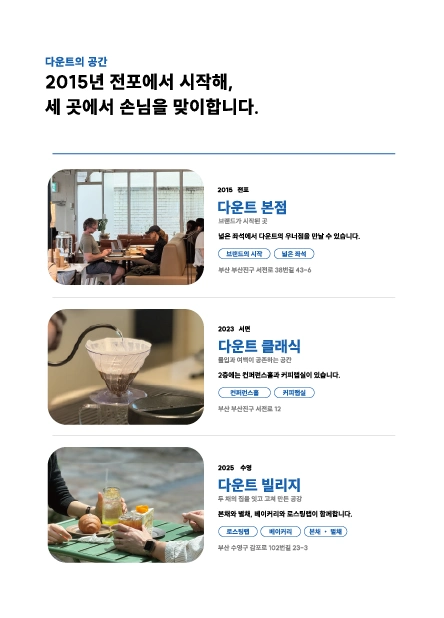 다운트의 공간
2015년 전포에서 시작해,
세 곳에서 손님을 맞이합니다.
2015 전포
다운트 본점
브랜드가 시작된 곳
넓은 좌석에서 다운트의 우너점을 만날 수 있습니다.
브랜드의 시작
넓은 좌석
부산 부산진구 서전로 38번길 43-6
2023 서면
다운트 클래식
몰입과 여백이 공존하는 공간
2층에는 컨퍼런스홀과 커피랩실이 있습니다.
컨퍼런스홀
커피랩실
부산 부산진구 서전로 12
2025 수영
다운트 빌리지
두 채의 집을 잇고 고쳐 만든 공간
본채와 별채, 베이커리와 로스팅랩이 함께합니다.
로스팅랩
베이커리
본채 · 별채
부산 수영구 감포로 102번길 23-3